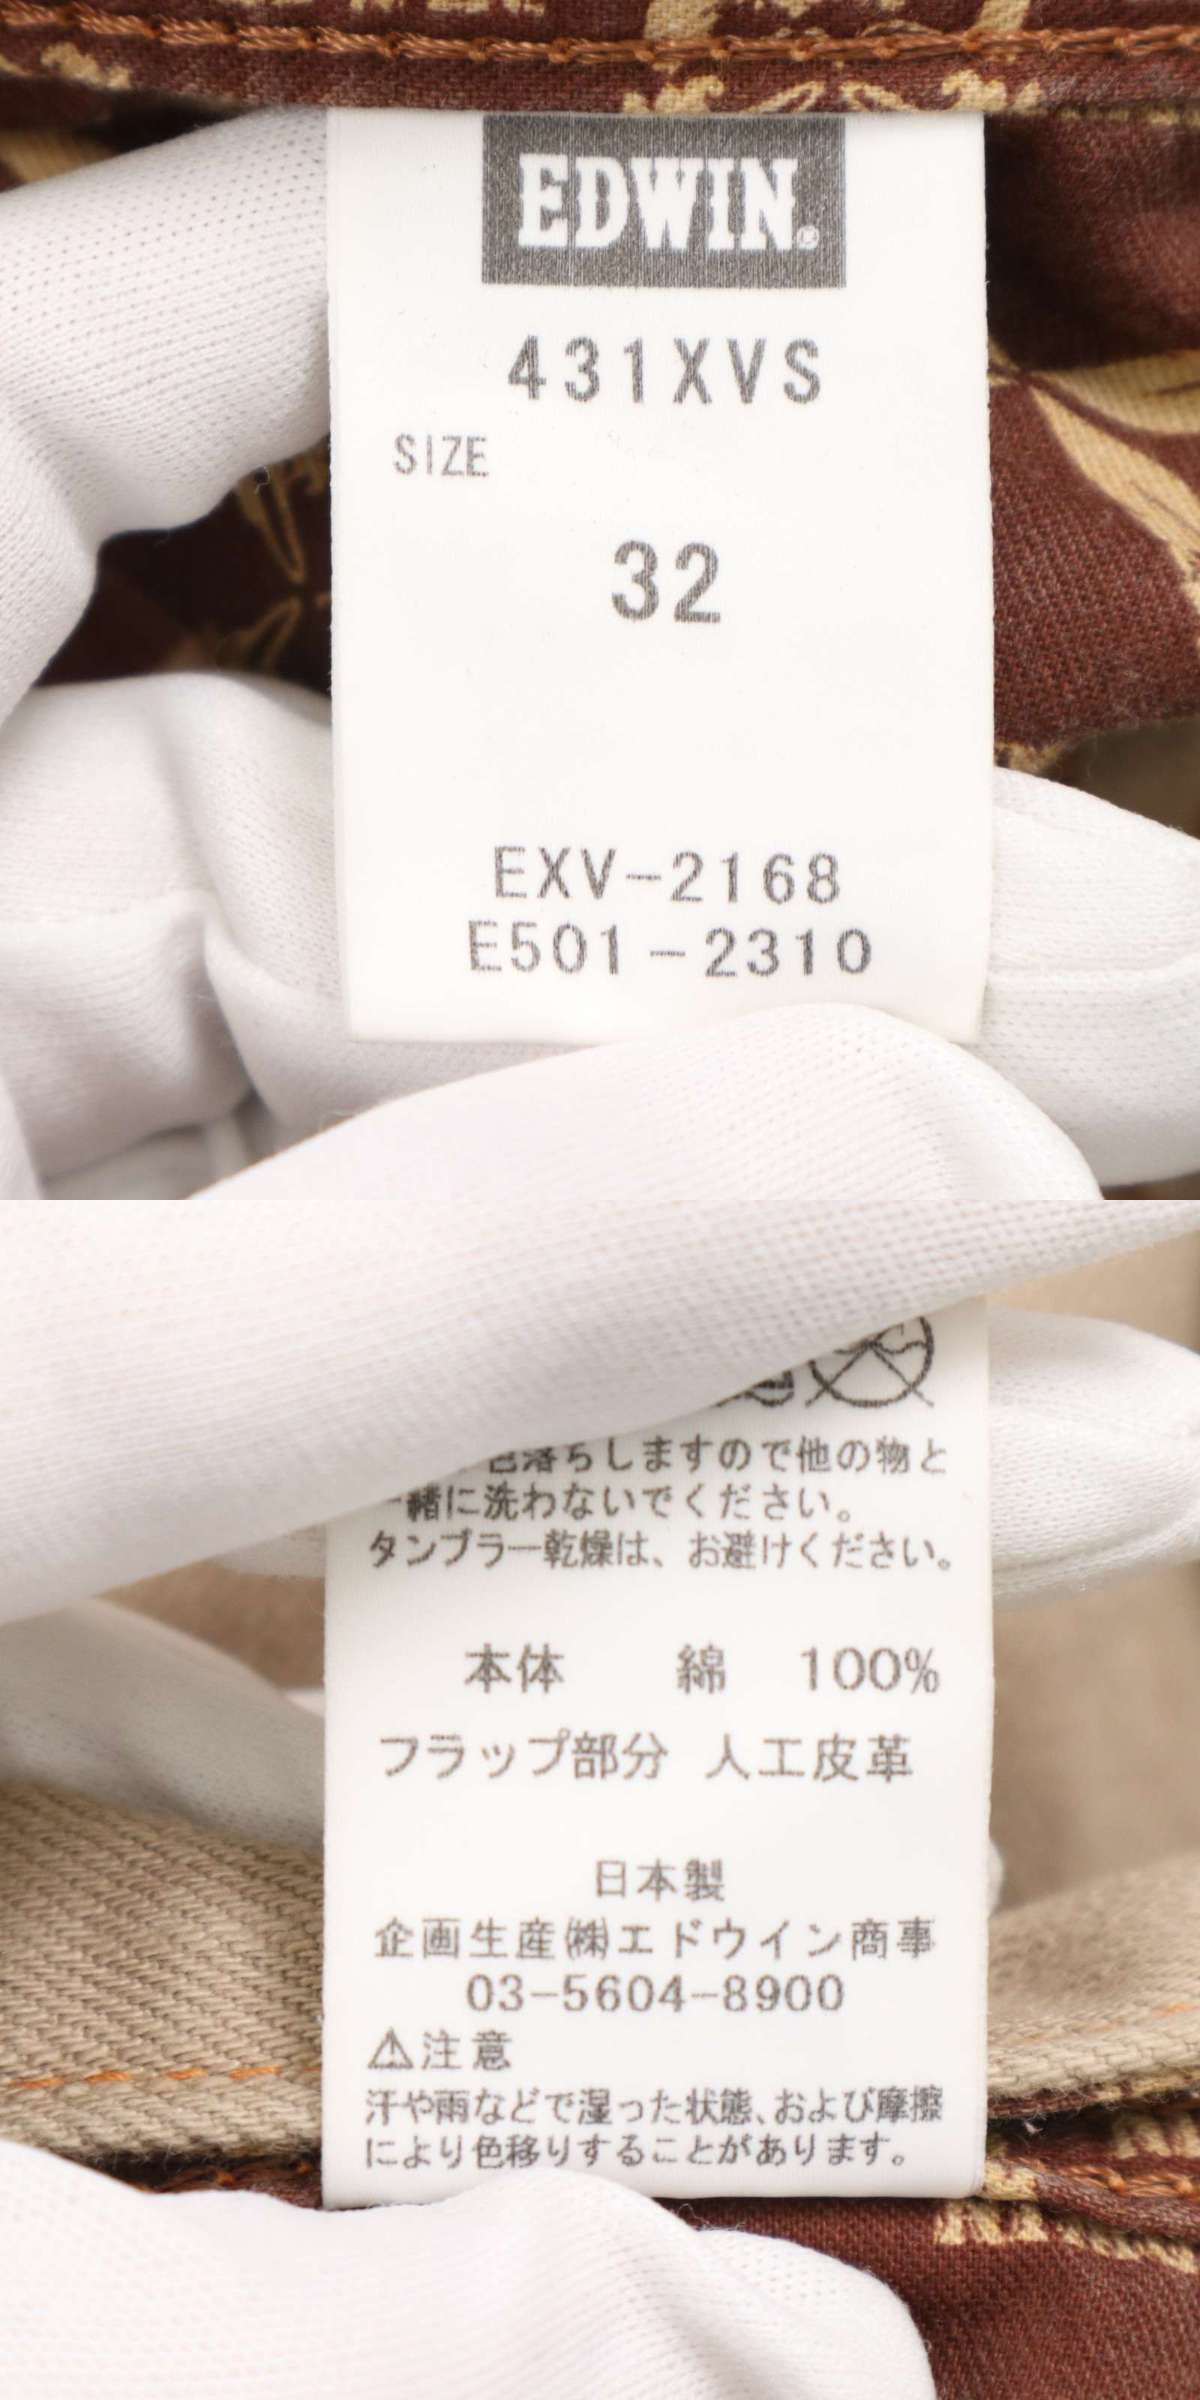 EDWIN
431XVS
SIZE
32
EXV-2168
E501-2310
色落ちしますので他の物と
一緒に洗わないでください。
タンブラー乾燥は、お避けください。
本体 綿 100%
フラップ部分 人工皮革
日本製
企画生産㈱エドウイン商事
03-5604-8900
⚠注意
汗や雨などで湿った状態、および摩擦
により色移りすることがあります。